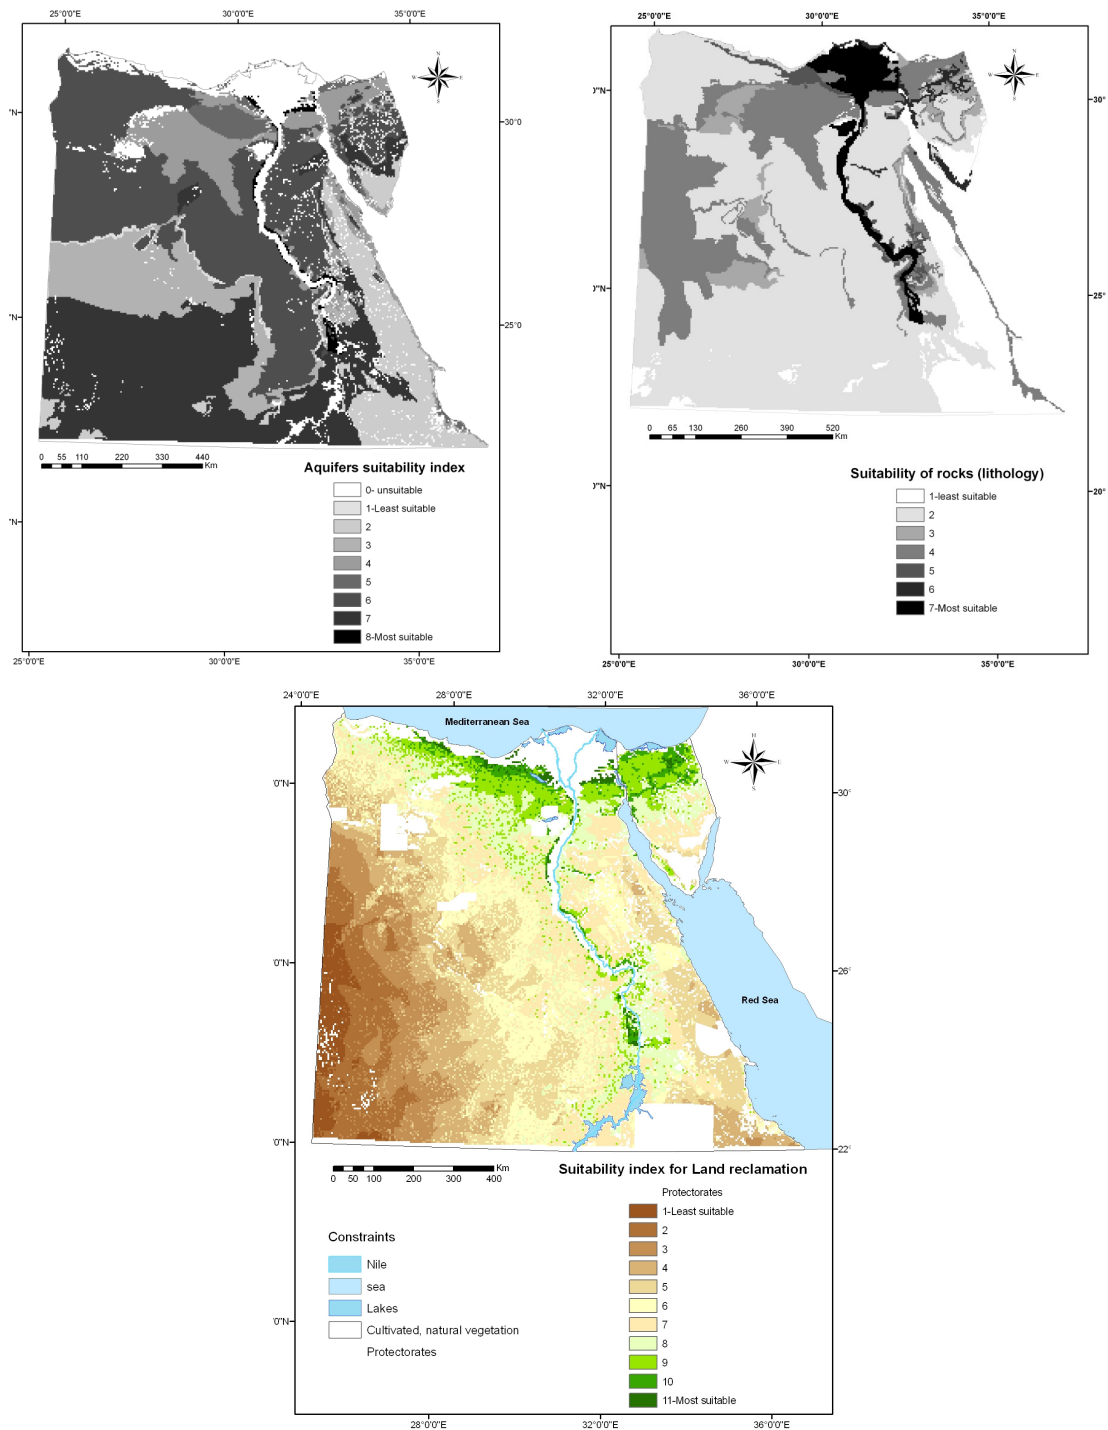 25°0'0"E 30°0'0"E 35°0'0"E
N
W E
S
°N
30°0
°N
25°0
0 55 110 220 330 440
Km
Aquifers suitability index
0- unsuitable
1-Least suitable
2
3
4
5
6
7
8-Most suitable
°N
25°0'0"E 30°0'0"E 35°0'0"E
25°0'0"E 30°0'0"E 35°0'0"E
N
W E
S
)"N
30°
)"N
25°
0 65 130 260 390 520
Km
Suitability of rocks (lithology)
1-least suitable
2
3
4
5
6
7-Most suitable
)"N
20°
25°0'0"E 30°0'0"E 35°0'0"E
24°0'0"E 28°0'0"E 32°0'0"E 36°0'0"E
Mediterranean Sea
N
W E
S
'0"N
30°
'0"N
26°
Red Sea
'0"N
22°
0 50 100 200 300 400
Km
Suitability index for Land reclamation
Protectorates
1-Least suitable
2
3
4
5
6
7
8
9
10
11-Most suitable
Constraints
Nile
sea
Lakes
Cultivated, natural vegetation
Protectorates
'0"N
28°0'0"E 32°0'0"E 36°0'0"E